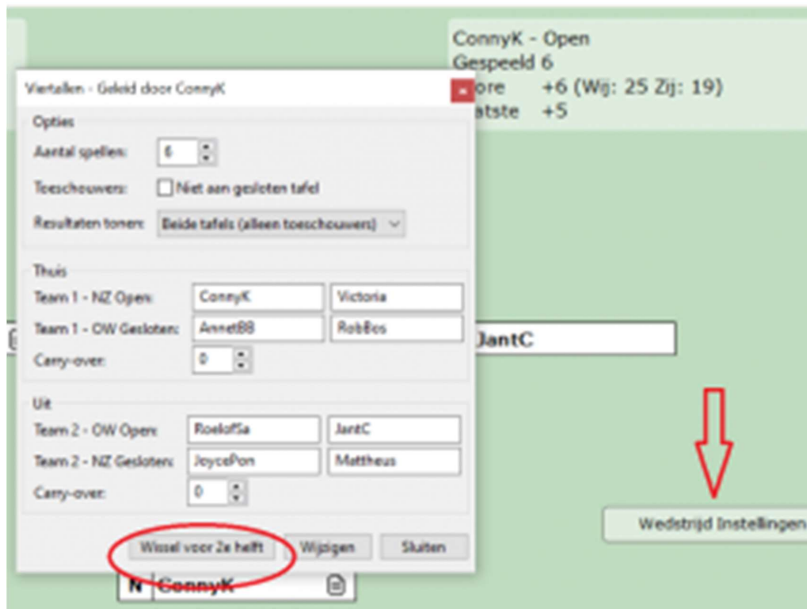 ConnyK - Open
Gespeeld 6
ore +6 (Wij: 25 Zij: 19)
atste +5
Viertallen - Geleid door ConnyK
Opties
Aantal spellen: 6
Toeschouwers: Niet aan gesloten tafel
Resultaten tonen: Beide tafels (alleen toeschouwers)
Thuis
Team 1 - NZ Open: ConnyK Victoria
Team 1 - OW Gesloten: AnnetBB RobBos
Carry-over: 0
JantC
Uit
Team 2 - OW Open: RoelofSa JantC
Team 2 - NZ Gesloten: JoycePon Mattheus
Carry-over: 0
Wedstrijd Instellingen
Wissel voor 2e helft Wijzigen Sluiten
N ConnyK